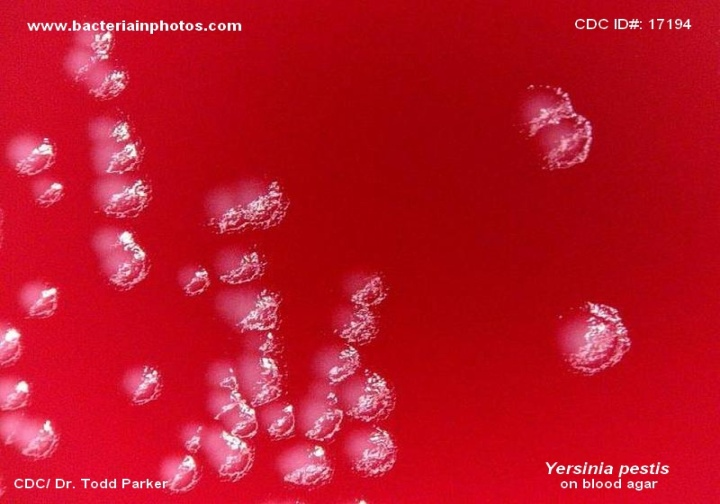 www.bacteriainphotos.com
CDC ID#: 17194
Yersinia pestis
on blood agar
CDC/ Dr. Todd Parker